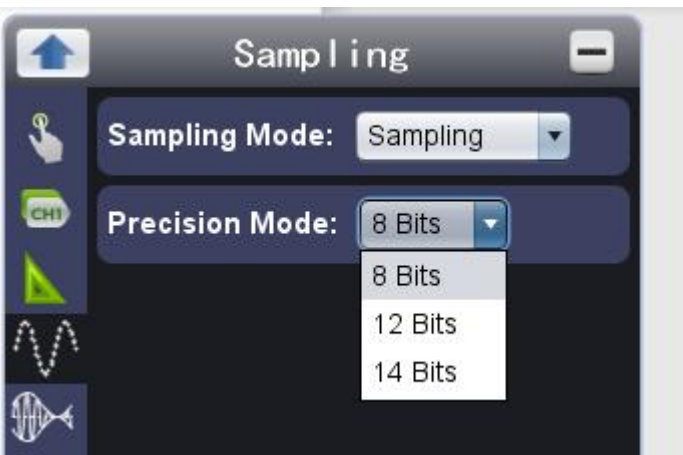 Sampling
Sampling Mode: Sampling
CH1
Precision Mode: 8 Bits
8 Bits
12 Bits
14 Bits